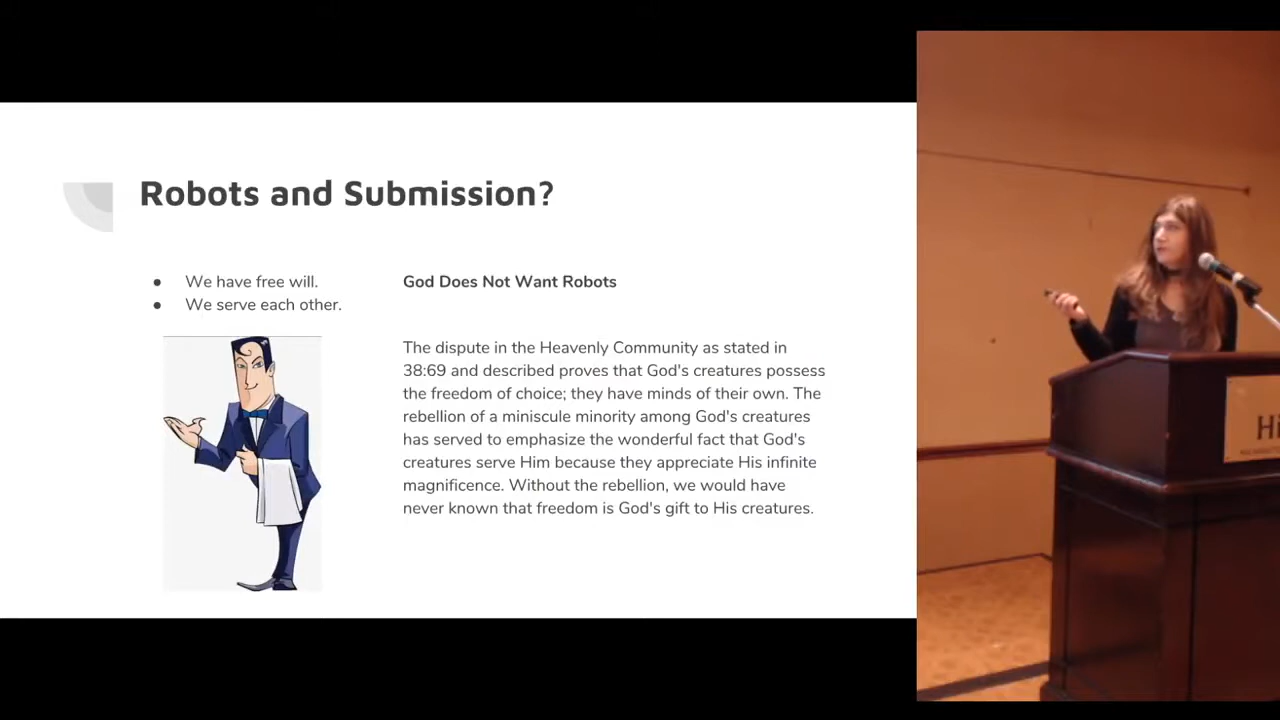 Robots and Submission?
● We have free will.
● We serve each other.
God Does Not Want Robots
The dispute in the Heavenly Community as stated in
38:69 and described proves that God's creatures possess
the freedom of choice; they have minds of their own. The
rebellion of a miniscule minority among God's creatures
has served to emphasize the wonderful fact that God's
creatures serve Him because they appreciate His infinite
magnificence. Without the rebellion, we would have
never known that freedom is God's gift to His creatures.
Hi